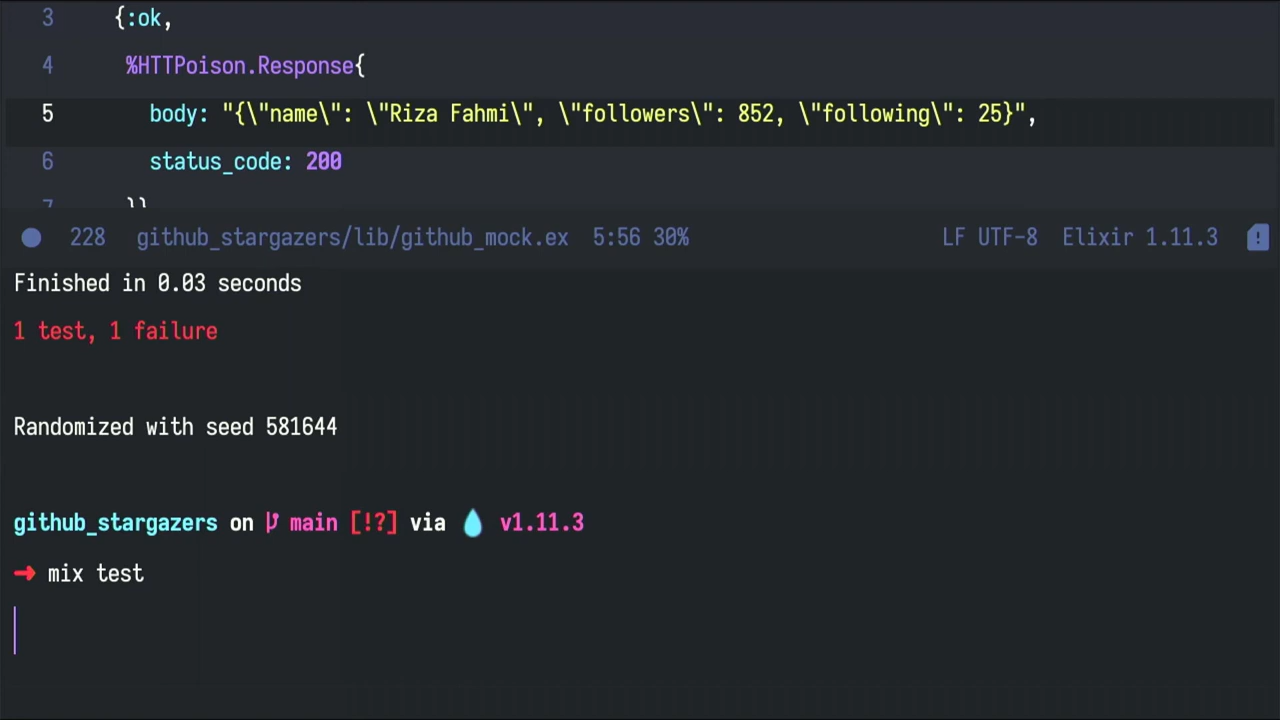 3 {:ok,
4 %HTTPoison.Response{
5 body: "{\"name\": \"Riza Fahmi\", \"followers\": 852, \"following\": 25}",
6 status_code: 200
7 }}
228 github_stargazers/lib/github_mock.ex 5:56 30% LF UTF-8 Elixir 1.11.3
Finished in 0.03 seconds
1 test, 1 failure
Randomized with seed 581644
github_stargazers on main [!?] via v1.11.3
→ mix test